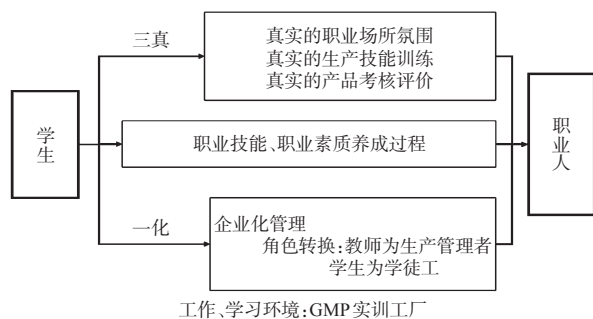 三真
真实的职业场所氛围
真实的生产技能训练
真实的产品考核评价
学生
职业技能、职业素质养成过程
职业人
一化
企业化管理
角色转换:教师为生产管理者
学生为学徒工
工作、学习环境:GMP实训工厂